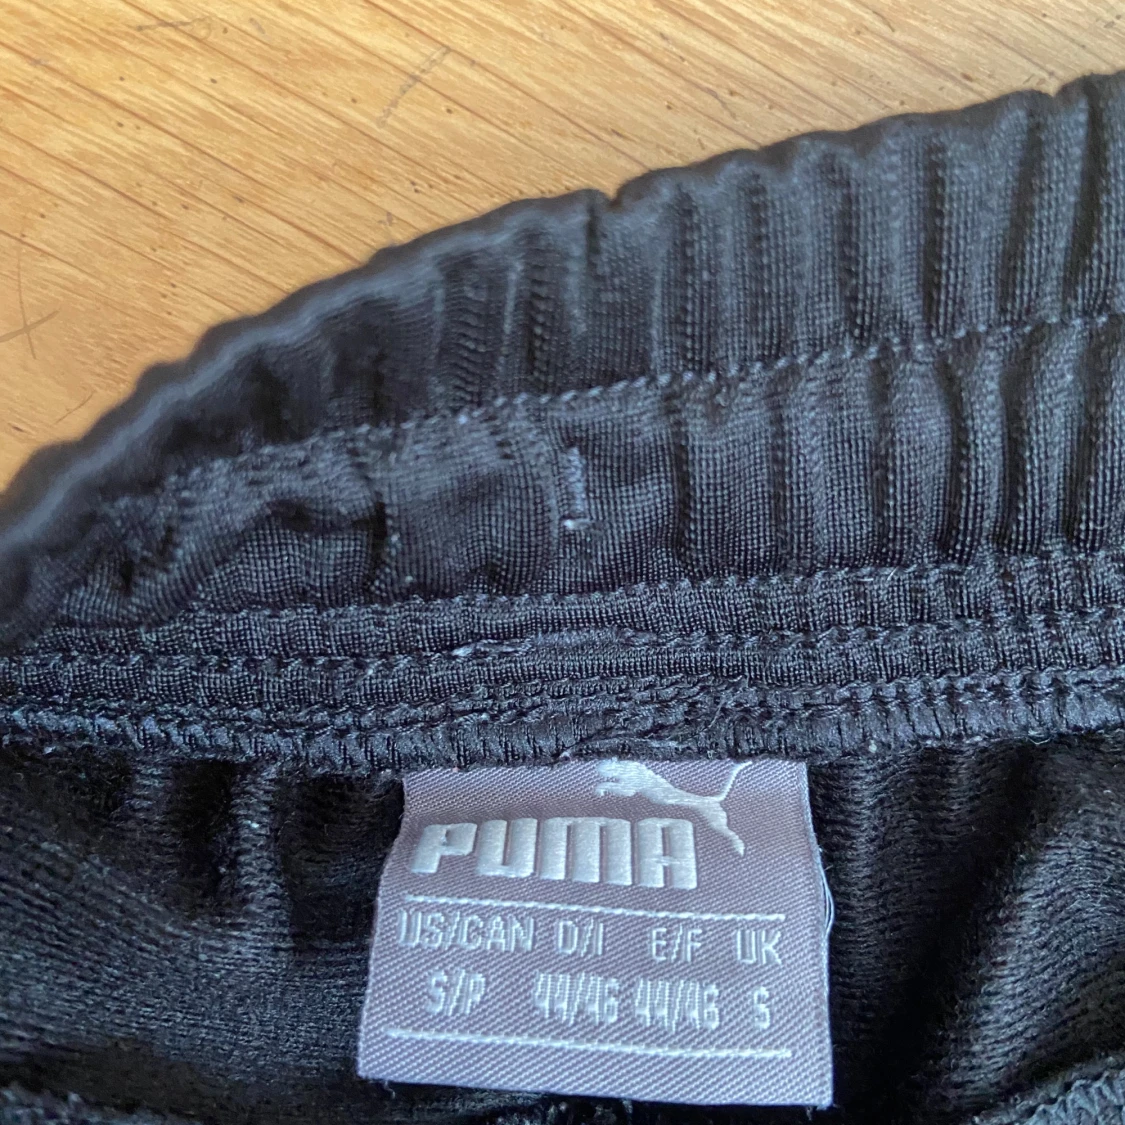 PUMA
US/CAN D/I E/F UK
S/P 44/46 44/46 S